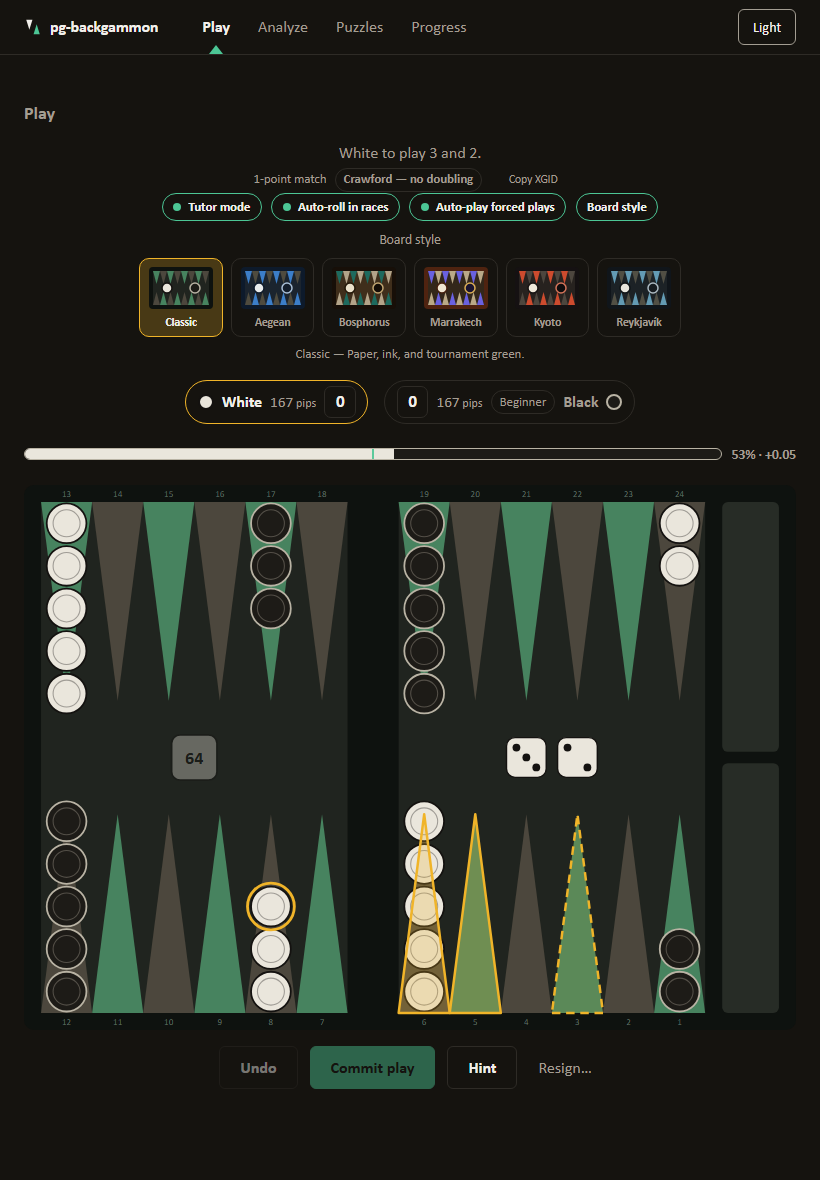 pg-backgammon Play Analyze Puzzles Progress Light
Play
White to play 3 and 2.
1-point match Crawford — no doubling Copy XGID
Tutor mode Auto-roll in races Auto-play forced plays Board style
Board style
Classic Aegean Bosphorus Marrakech Kyoto Reykjavík
Classic — Paper, ink, and tournament green.
White 167 pips 0 0 167 pips Beginner Black
53% · +0.05
13 14 15 16 17 18 19 20 21 22 23 24
64
12 11 10 9 8 7 6 5 4 3 2 1
Undo Commit play Hint Resign...